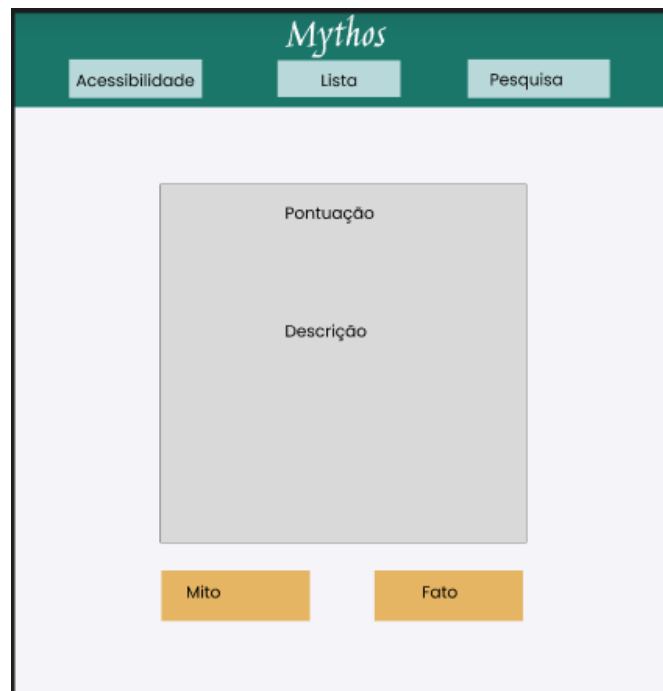 Mythos
Acessibilidade
Lista
Pesquisa
Pontuação
Descrição
Mito
Fato